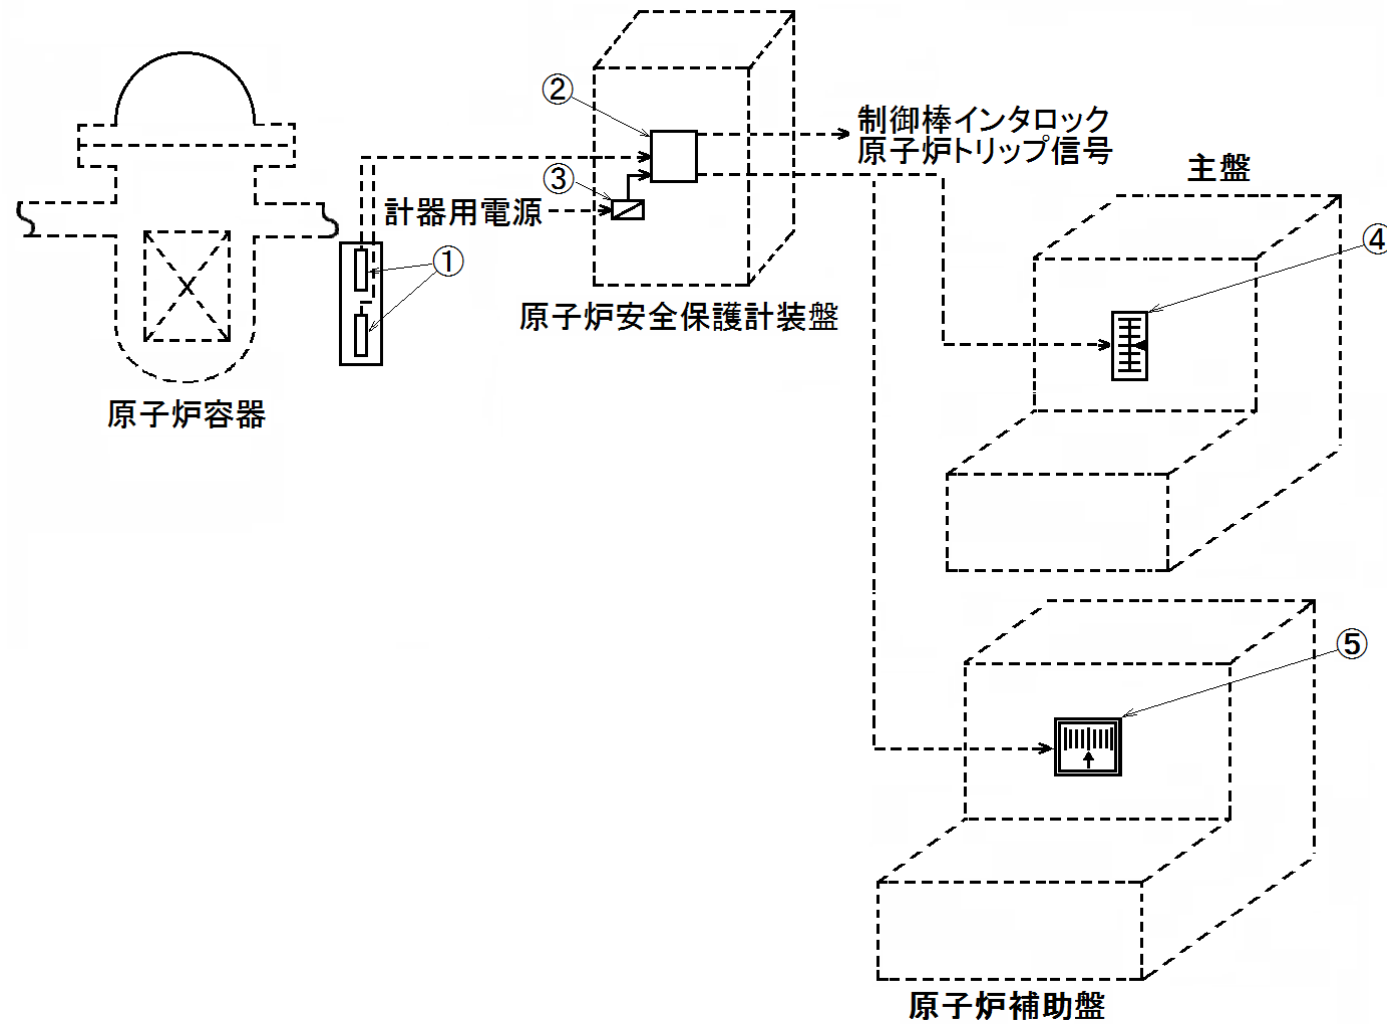 ②
制御棒インタロック
原子炉トリップ信号
主盤
③
計器用電源
①
④
原子炉安全保護計装盤
原子炉容器
⑤
原子炉補助盤